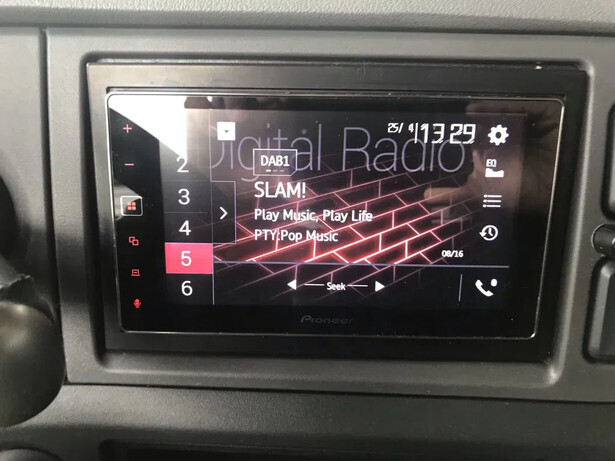 Digital Radio
25/ 4
13:29
2
3
4
5
6
DAB1
EQ
SLAM!
Play Music, Play Life
PTY:Pop Music
08/16
Seek
Pioneer